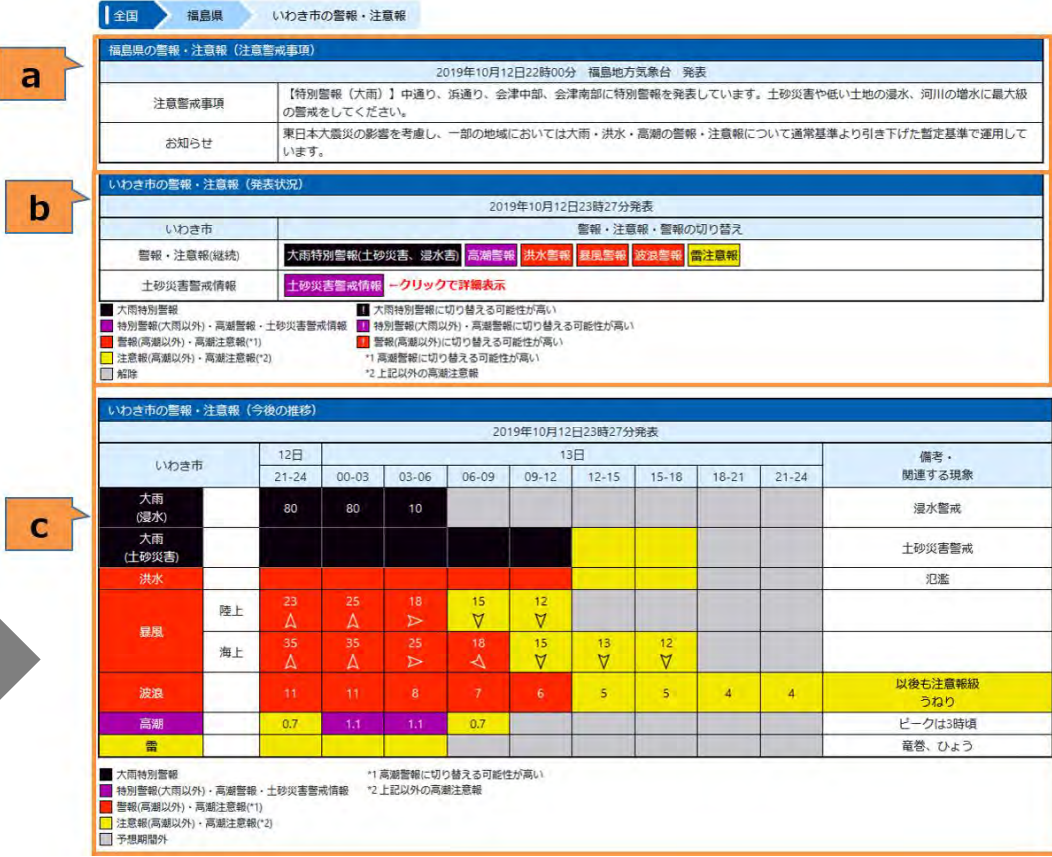 全国 福島県 いわき市の警報・注意報
a
福島県の警報・注意報（注意警戒事項）
2019年10月12日22時00分 福島地方気象台 発表
注意警戒事項 【特別警報（大雨）】中通り、浜通り、会津中部、会津南部に特別警報を発表しています。土砂災害や低い土地の浸水、河川の増水に最大級
の警戒をしてください。
お知らせ 東日本大震災の影響を考慮し、一部の地域においては大雨・洪水・高潮の警報・注意報について通常基準より引き下げた暫定基準で運用して
います。
b
いわき市の警報・注意報（発表状況）
2019年10月12日23時27分発表
いわき市 警報・注意報・警報の切り替え
警報・注意報(継続) 大雨特別警報(土砂災害、浸水害) 高潮警報 洪水警報 暴風警報 波浪警報 雷注意報
土砂災害警戒情報 土砂災害警戒情報 ←クリックで詳細表示
大雨特別警報 ! 大雨特別警報に切り替える可能性が高い
特別警報(大雨以外)・高潮警報・土砂災害警戒情報 ! 特別警報(大雨以外)・高潮警報に切り替える可能性が高い
警報(高潮以外)・高潮注意報(*1) ! 警報(高潮以外)に切り替える可能性が高い
注意報(高潮以外)・高潮注意報(*2) *1 高潮警報に切り替える可能性が高い
解除 *2 上記以外の高潮注意報
c
いわき市の警報・注意報（今後の推移）
2019年10月12日23時27分発表
いわき市 12日 13日 備考・
関連する現象
21-24 00-03 03-06 06-09 09-12 12-15 15-18 18-21 21-24
大雨
(浸水) 80 80 10 浸水警戒
大雨
(土砂災害) 土砂災害警戒
洪水 氾濫
暴風 陸上 23 25 18 15 12
海上 35 35 25 18 15 13 12
波浪 11 11 8 7 6 5 5 4 4 以後も注意報級
うねり
高潮 0.7 1.1 1.1 0.7 ピークは3時頃
雷 竜巻、ひょう
大雨特別警報 *1 高潮警報に切り替える可能性が高い
特別警報(大雨以外)・高潮警報・土砂災害警戒情報 *2 上記以外の高潮注意報
警報(高潮以外)・高潮注意報(*1)
注意報(高潮以外)・高潮注意報(*2)
予想期間外